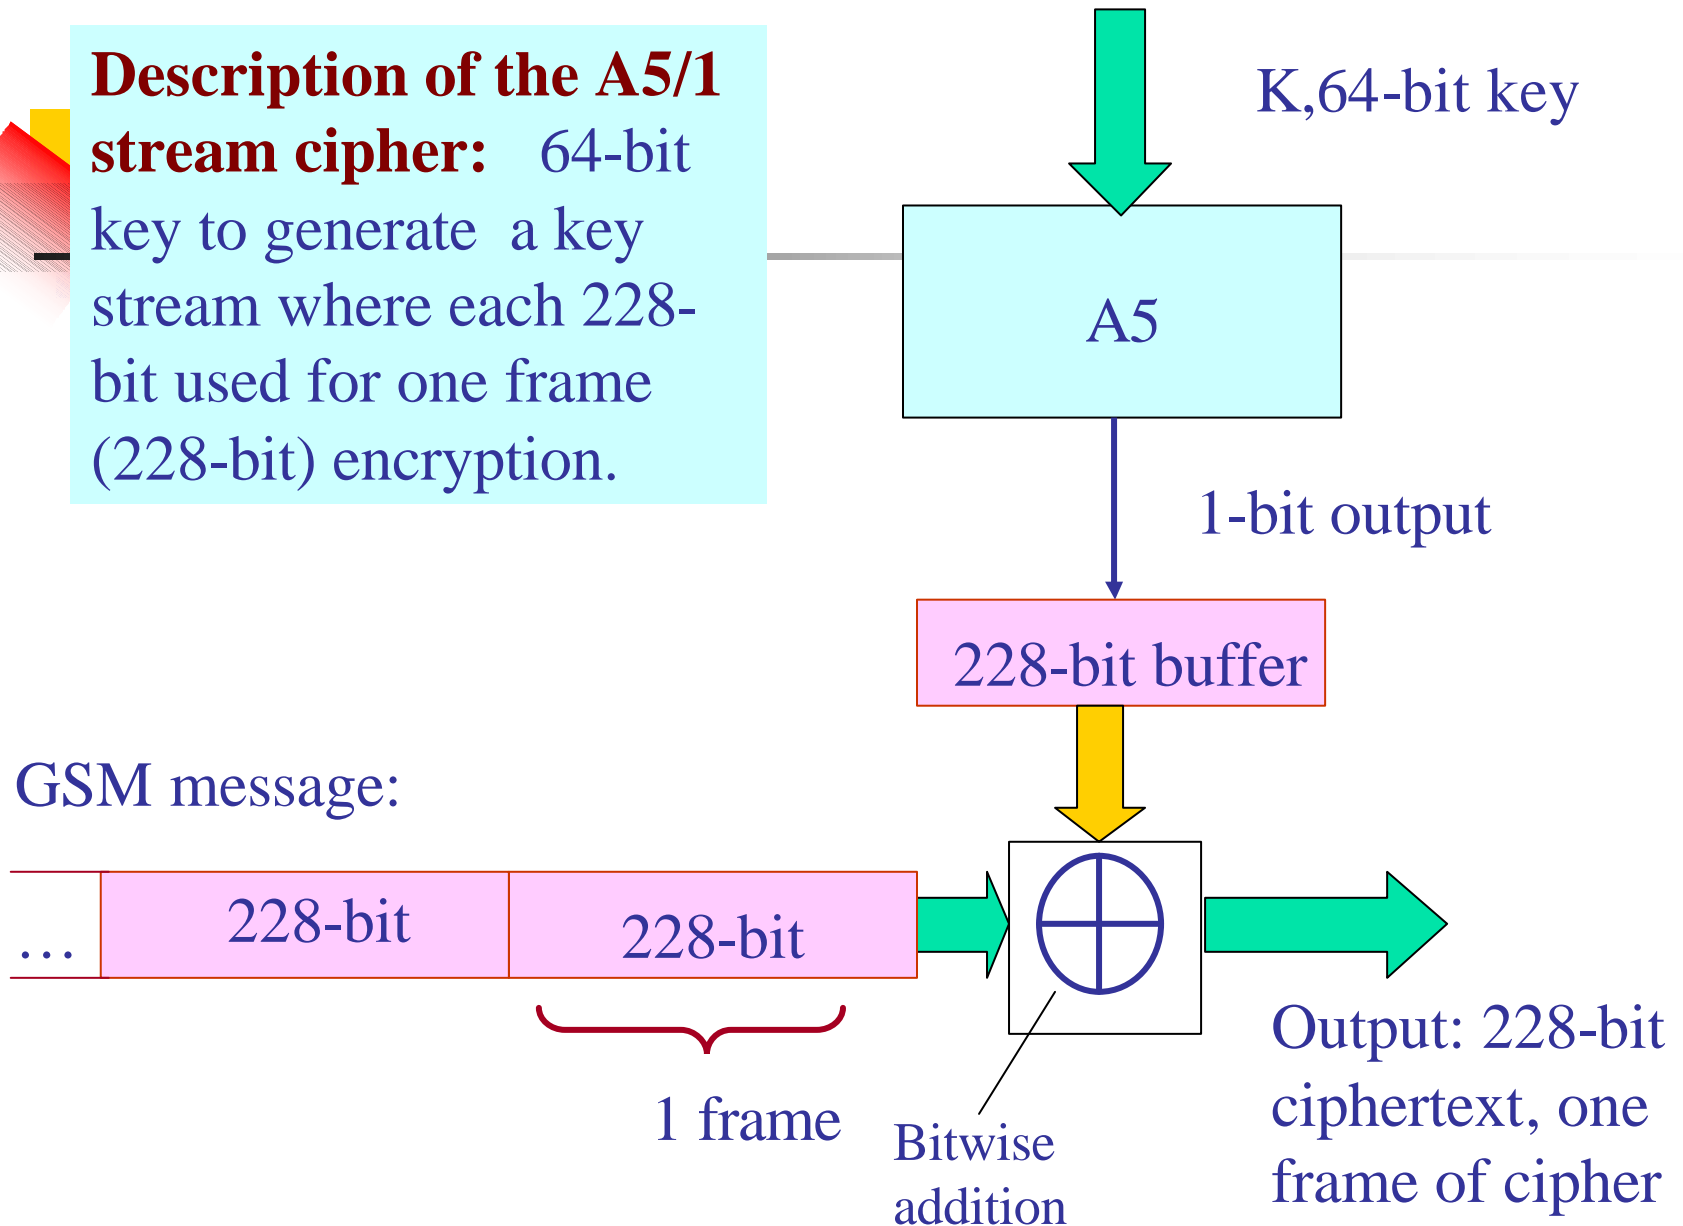 Description of the A5/1
stream cipher: 64-bit
key to generate a key
stream where each 228-
bit used for one frame
(228-bit) encryption.
K,64-bit key
A5
1-bit output
228-bit buffer
GSM message:
… 228-bit 228-bit
1 frame
Bitwise
addition
Output: 228-bit
ciphertext, one
frame of cipher